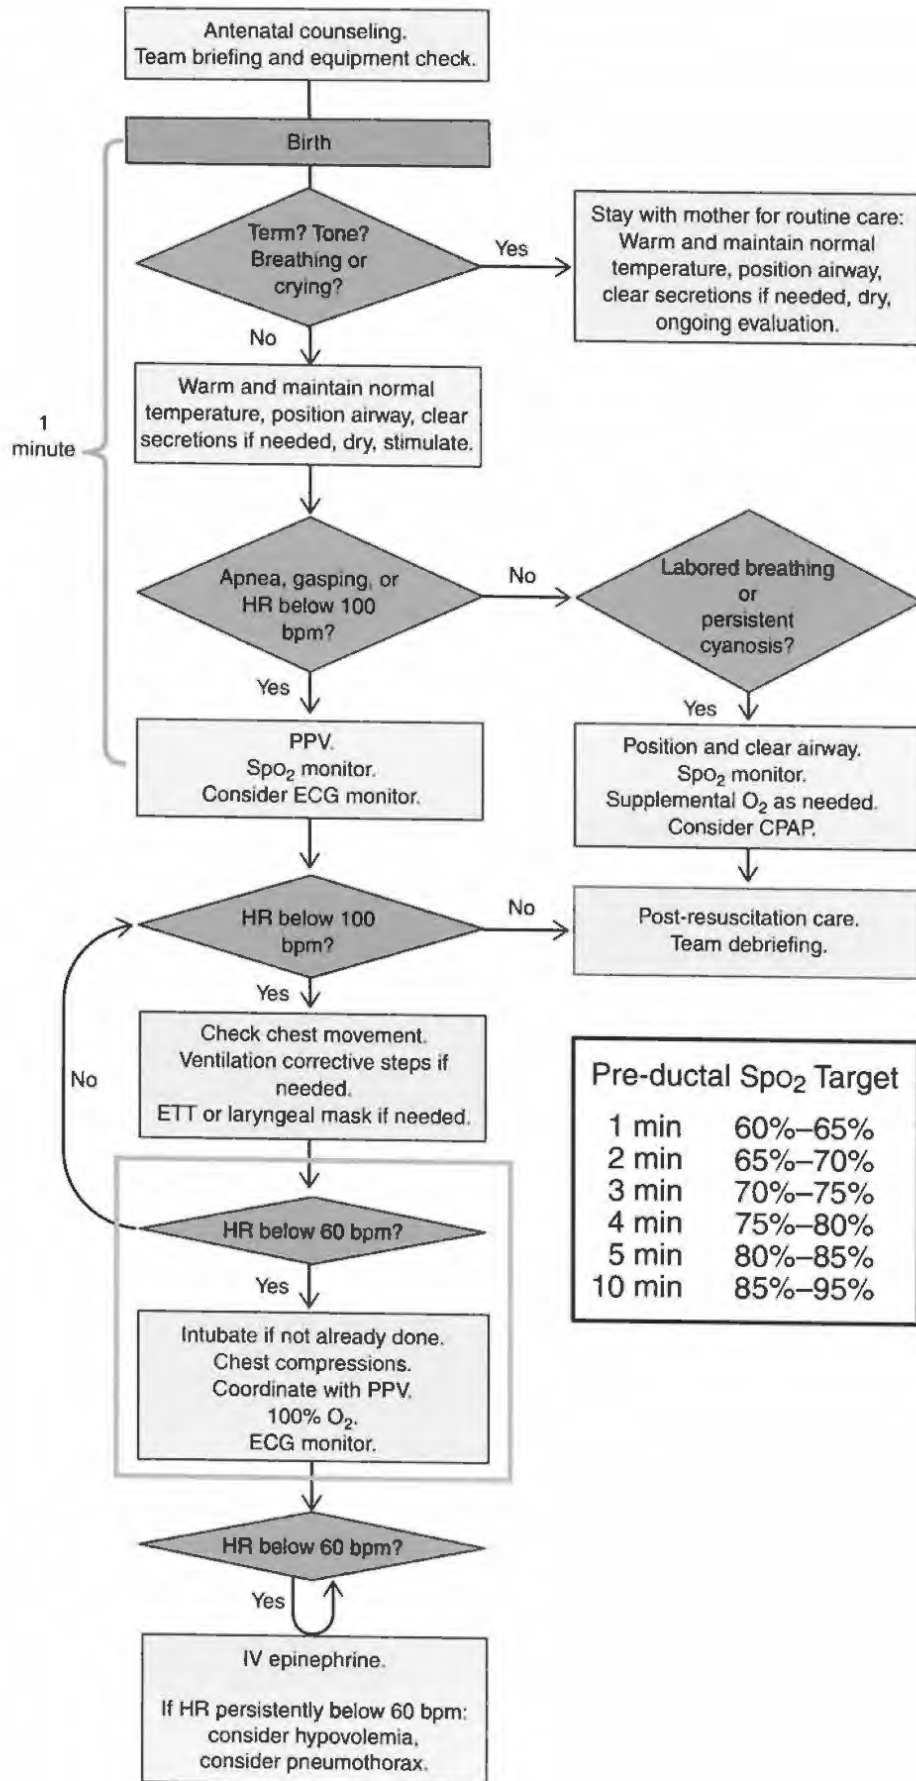 Antenatal counseling.
Team briefing and equipment check.
Birth
Term? Tone?
Breathing or
crying?
Yes
Stay with mother for routine care:
Warm and maintain normal
temperature, position airway,
clear secretions if needed, dry,
ongoing evaluation.
No
Warm and maintain normal
temperature, position airway, clear
secretions if needed, dry, stimulate.
1
minute
Apnea, gasping, or
HR below 100
bpm?
No
Labored breathing
or
persistent
cyanosis?
Yes
Yes
PPV.
SpO₂ monitor.
Consider ECG monitor.
Position and clear airway.
SpO₂ monitor.
Supplemental O₂ as needed.
Consider CPAP.
HR below 100
bpm?
No
Post-resuscitation care.
Team debriefing.
Yes
Check chest movement.
Ventilation corrective steps if
needed.
ETT or laryngeal mask if needed.
No
HR below 60 bpm?
Yes
Intubate if not already done.
Chest compressions.
Coordinate with PPV.
100% O₂.
ECG monitor.
HR below 60 bpm?
Yes
IV epinephrine.
If HR persistently below 60 bpm:
consider hypovolemia,
consider pneumothorax.
Pre-ductal SpO₂ Target
1 min 60%–65%
2 min 65%–70%
3 min 70%–75%
4 min 75%–80%
5 min 80%–85%
10 min 85%–95%